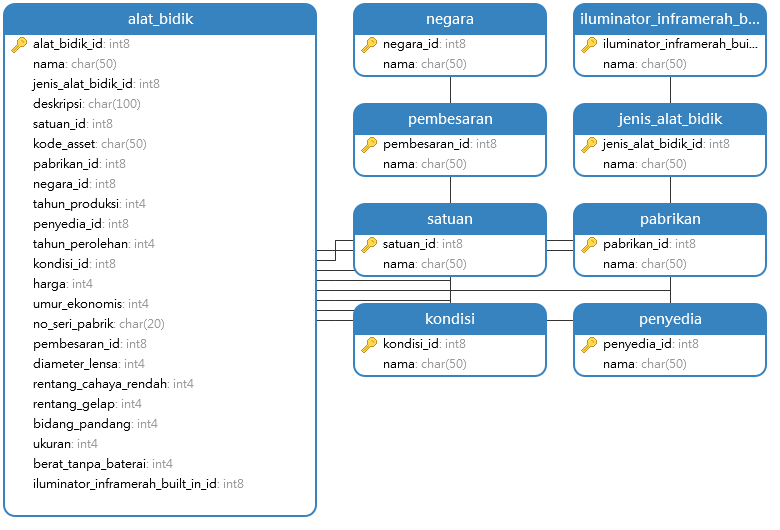 alat_bidik
alat_bidik_id: int8
nama: char(50)
jenis_alat_bidik_id: int8
deskripsi: char(100)
satuan_id: int8
kode_asset: char(50)
pabrikan_id: int8
negara_id: int8
tahun_produksi: int4
penyedia_id: int8
tahun_perolehan: int4
kondisi_id: int8
harga: int4
umur_ekonomis: int4
no_seri_pabrik: char(20)
pembesaran_id: int8
diameter_lensa: int4
rentang_cahaya_rendah: int4
rentang_gelap: int4
bidang_pandang: int4
ukuran: int4
berat_tanpa_baterai: int4
iluminator_inframerah_built_in_id: int8
negara
negara_id: int8
nama: char(50)
iluminator_inframerah_b...
iluminator_inframerah_bui...
nama: char(50)
pembesaran
pembesaran_id: int8
nama: char(50)
jenis_alat_bidik
jenis_alat_bidik_id: int8
nama: char(50)
satuan
satuan_id: int8
nama: char(50)
pabrikan
pabrikan_id: int8
nama: char(50)
kondisi
kondisi_id: int8
nama: char(50)
penyedia
penyedia_id: int8
nama: char(50)